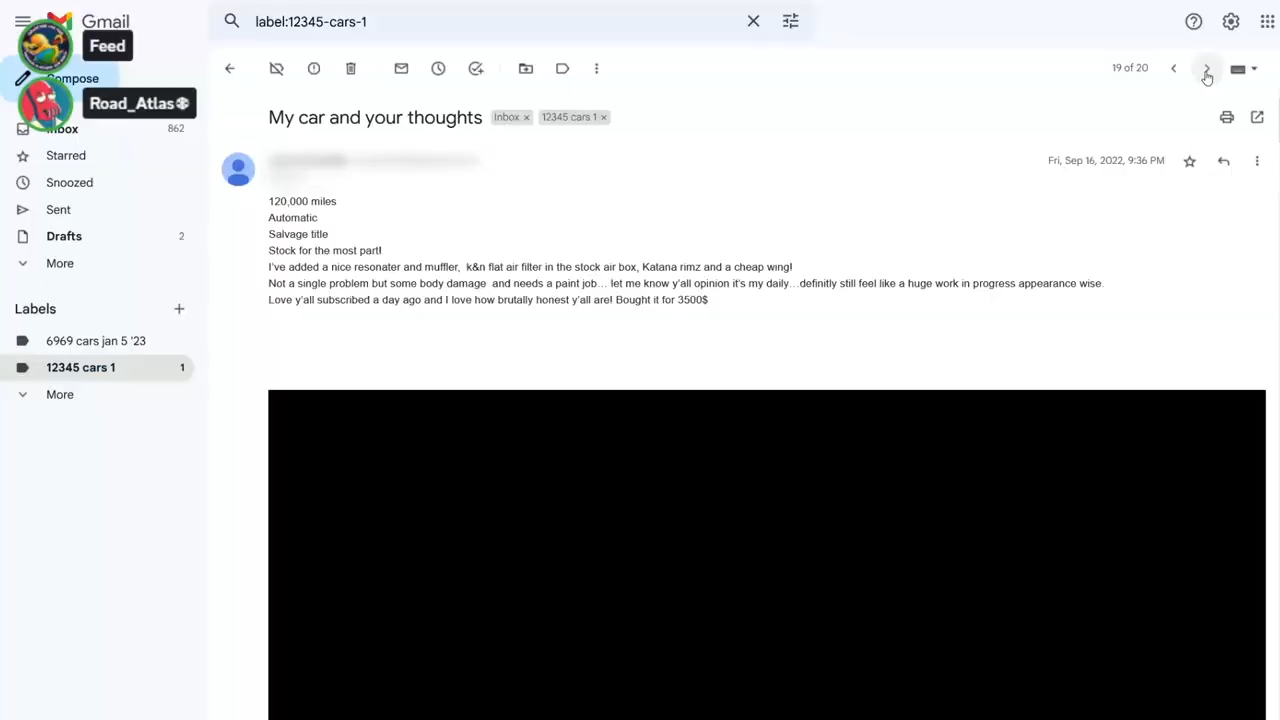 Gmail
label:12345-cars-1
Feed
Compose
Road_Atlas
19 of 20
Inbox 862
Starred
Snoozed
Sent
Drafts 2
More
Labels
6969 cars jan 5 '23
12345 cars 1 1
More
My car and your thoughts Inbox × 12345 cars 1 ×
Fri, Sep 16, 2022, 9:36 PM
120,000 miles
Automatic
Salvage title
Stock for the most part!
I've added a nice resonater and muffler, k&n flat air filter in the stock air box, Katana rimz and a cheap wing!
Not a single problem but some body damage and needs a paint job... let me know y'all opinion it's my daily...definitly still feel like a huge work in progress appearance wise.
Love y'all subscribed a day ago and I love how brutally honest y'all are! Bought it for 3500$